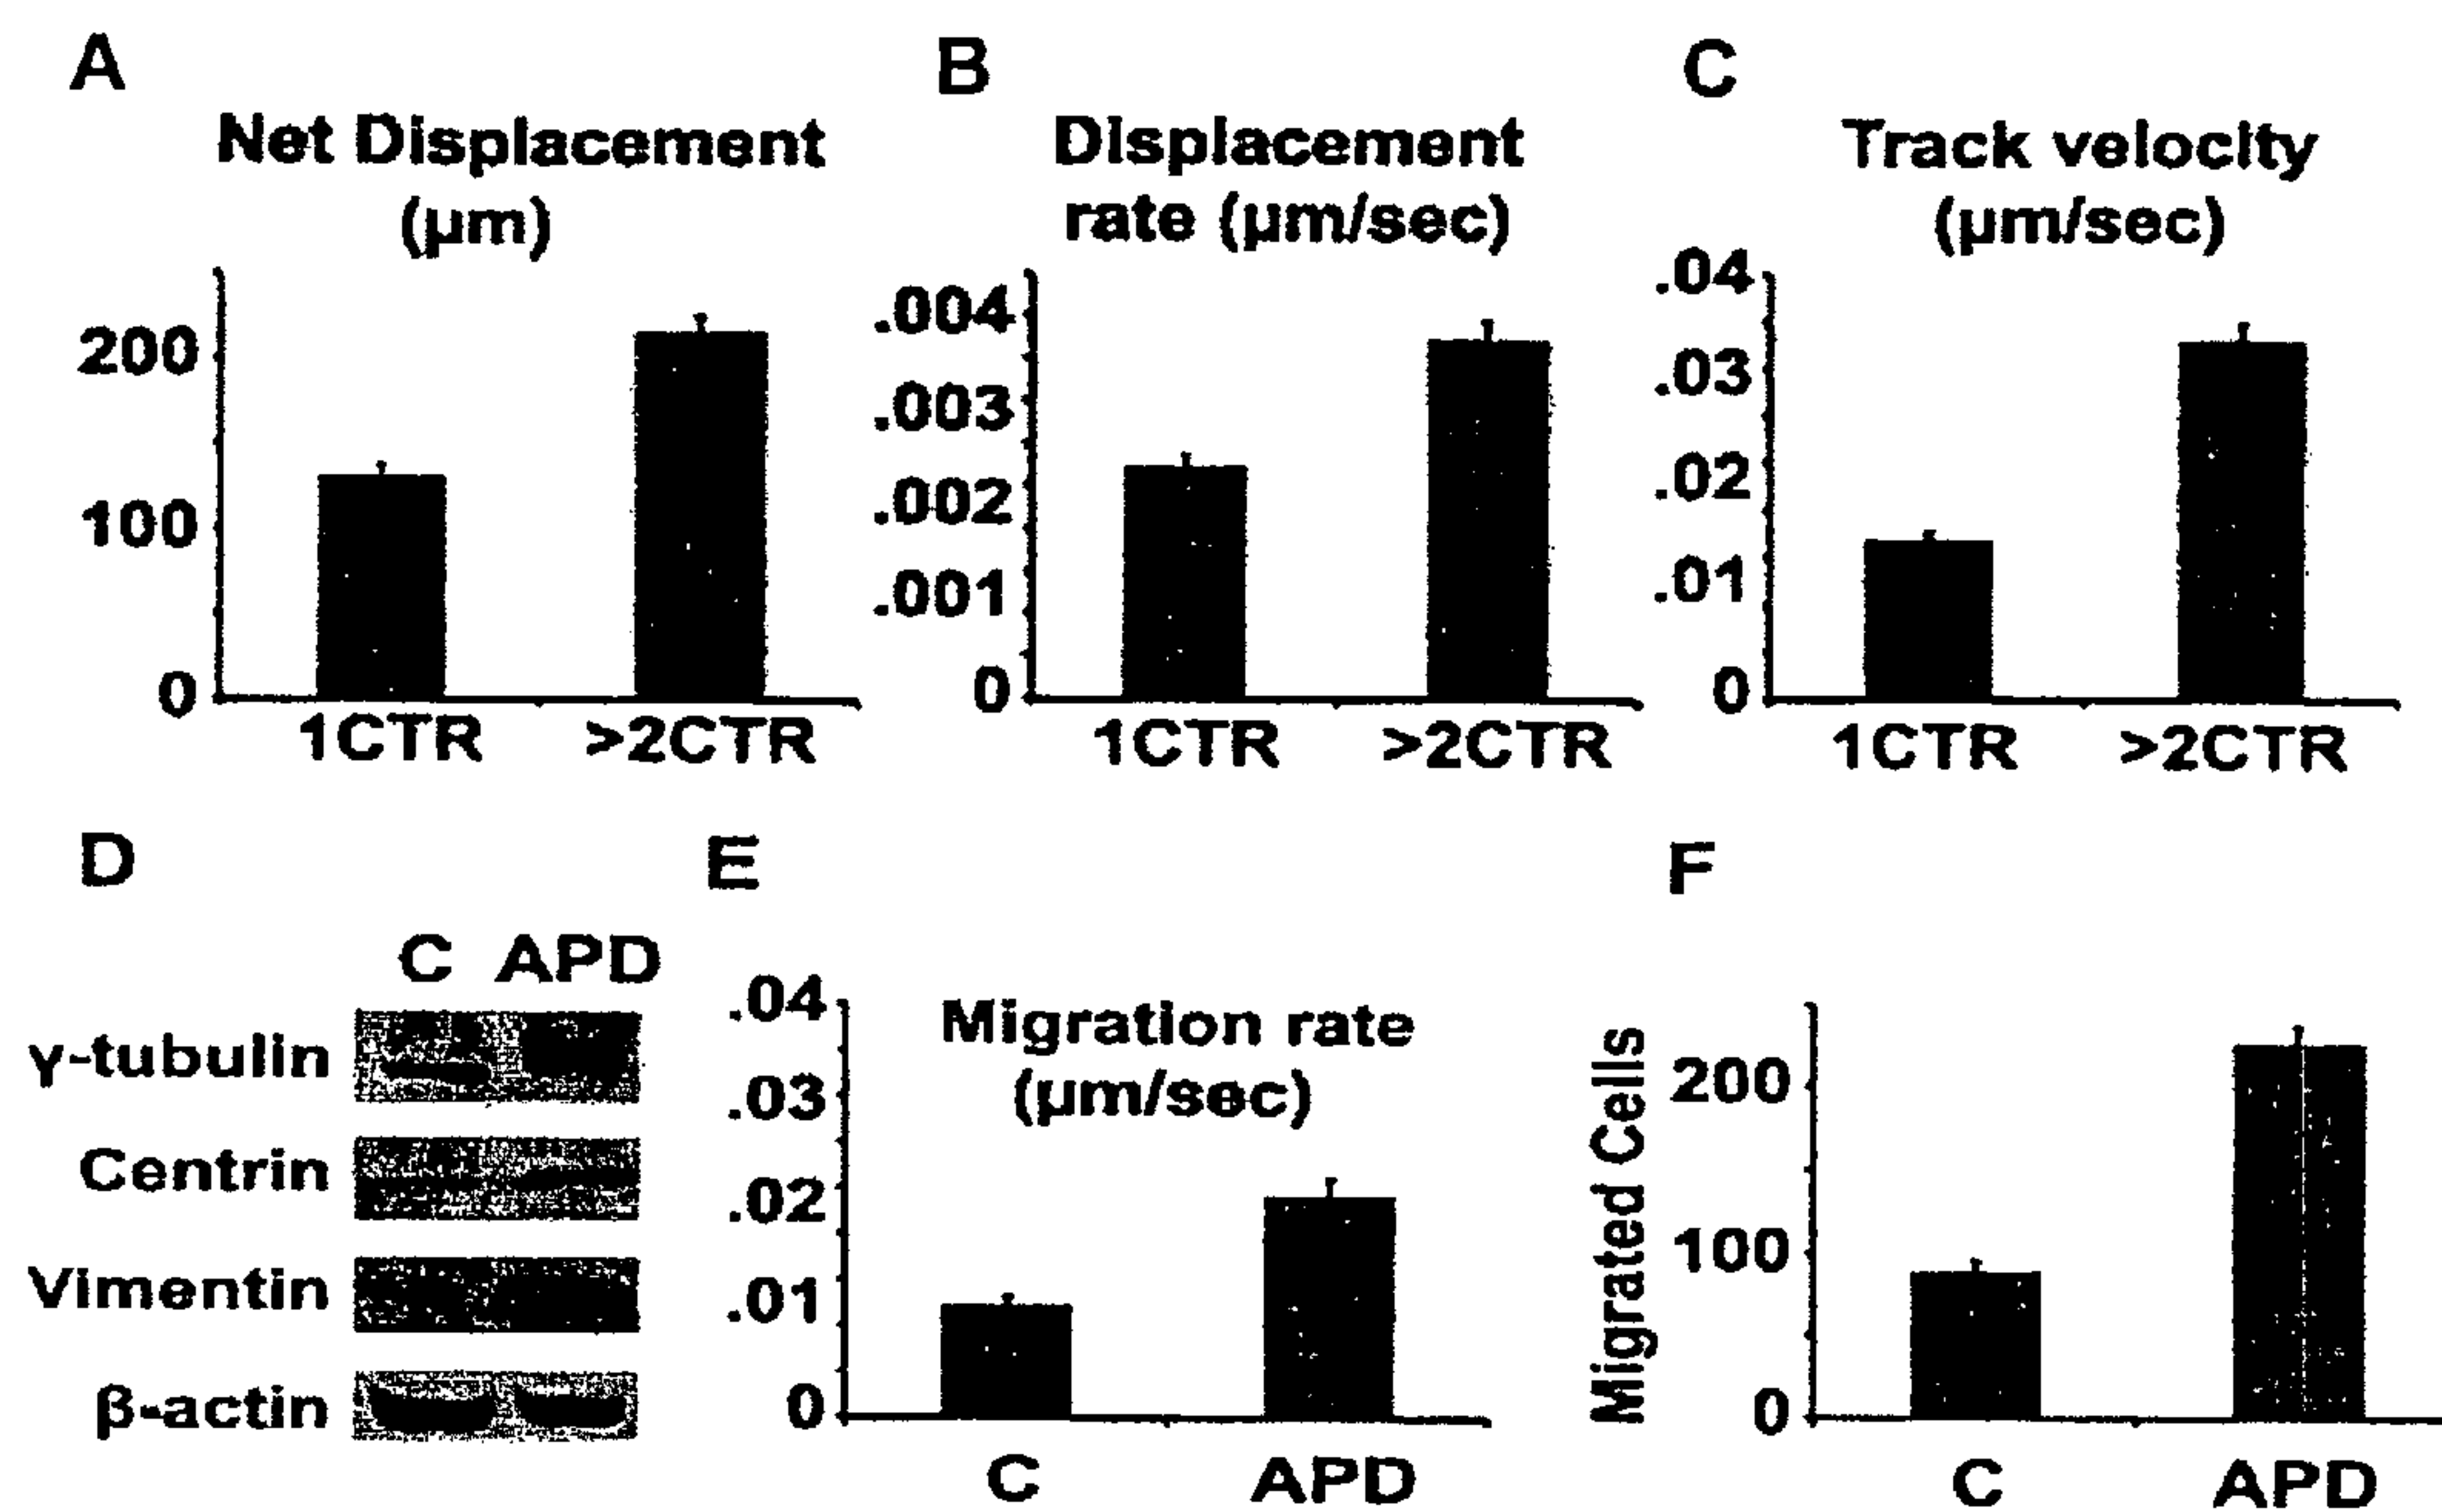 A
Net Displacement
(µm)
200
100
0
1CTR >2CTR
B
Displacement
rate (µm/sec)
.004
.003
.002
.001
0
1CTR >2CTR
C
Track velocity
(µm/sec)
.04
.03
.02
.01
0
1CTR >2CTR
D
C APD
γ-tubulin
Centrin
Vimentin
β-actin
E
Migration rate
(µm/sec)
.04
.03
.02
.01
0
C APD
F
Migrated Cells
200
100
0
C APD